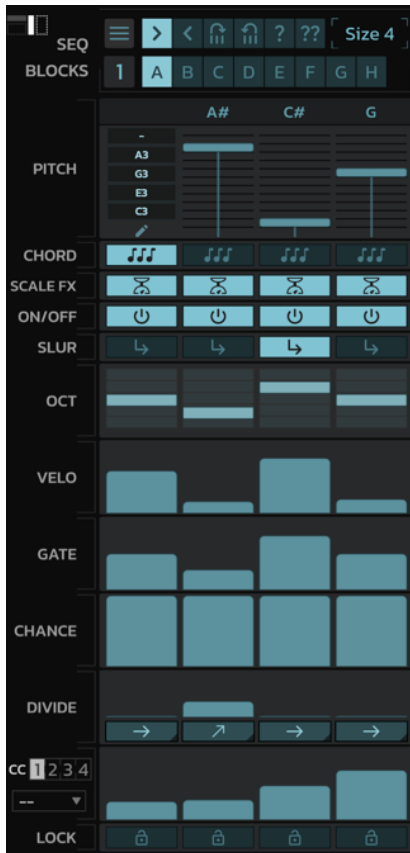 SEQ ? ?? Size 4
BLOCKS 1 A B C D E F G H
A# C# G
PITCH
-
A3
G3
E3
C3
CHORD
SCALE FX
ON/OFF
SLUR
OCT
VELO
GATE
CHANCE
DIVIDE
CC 1 2 3 4
--
LOCK